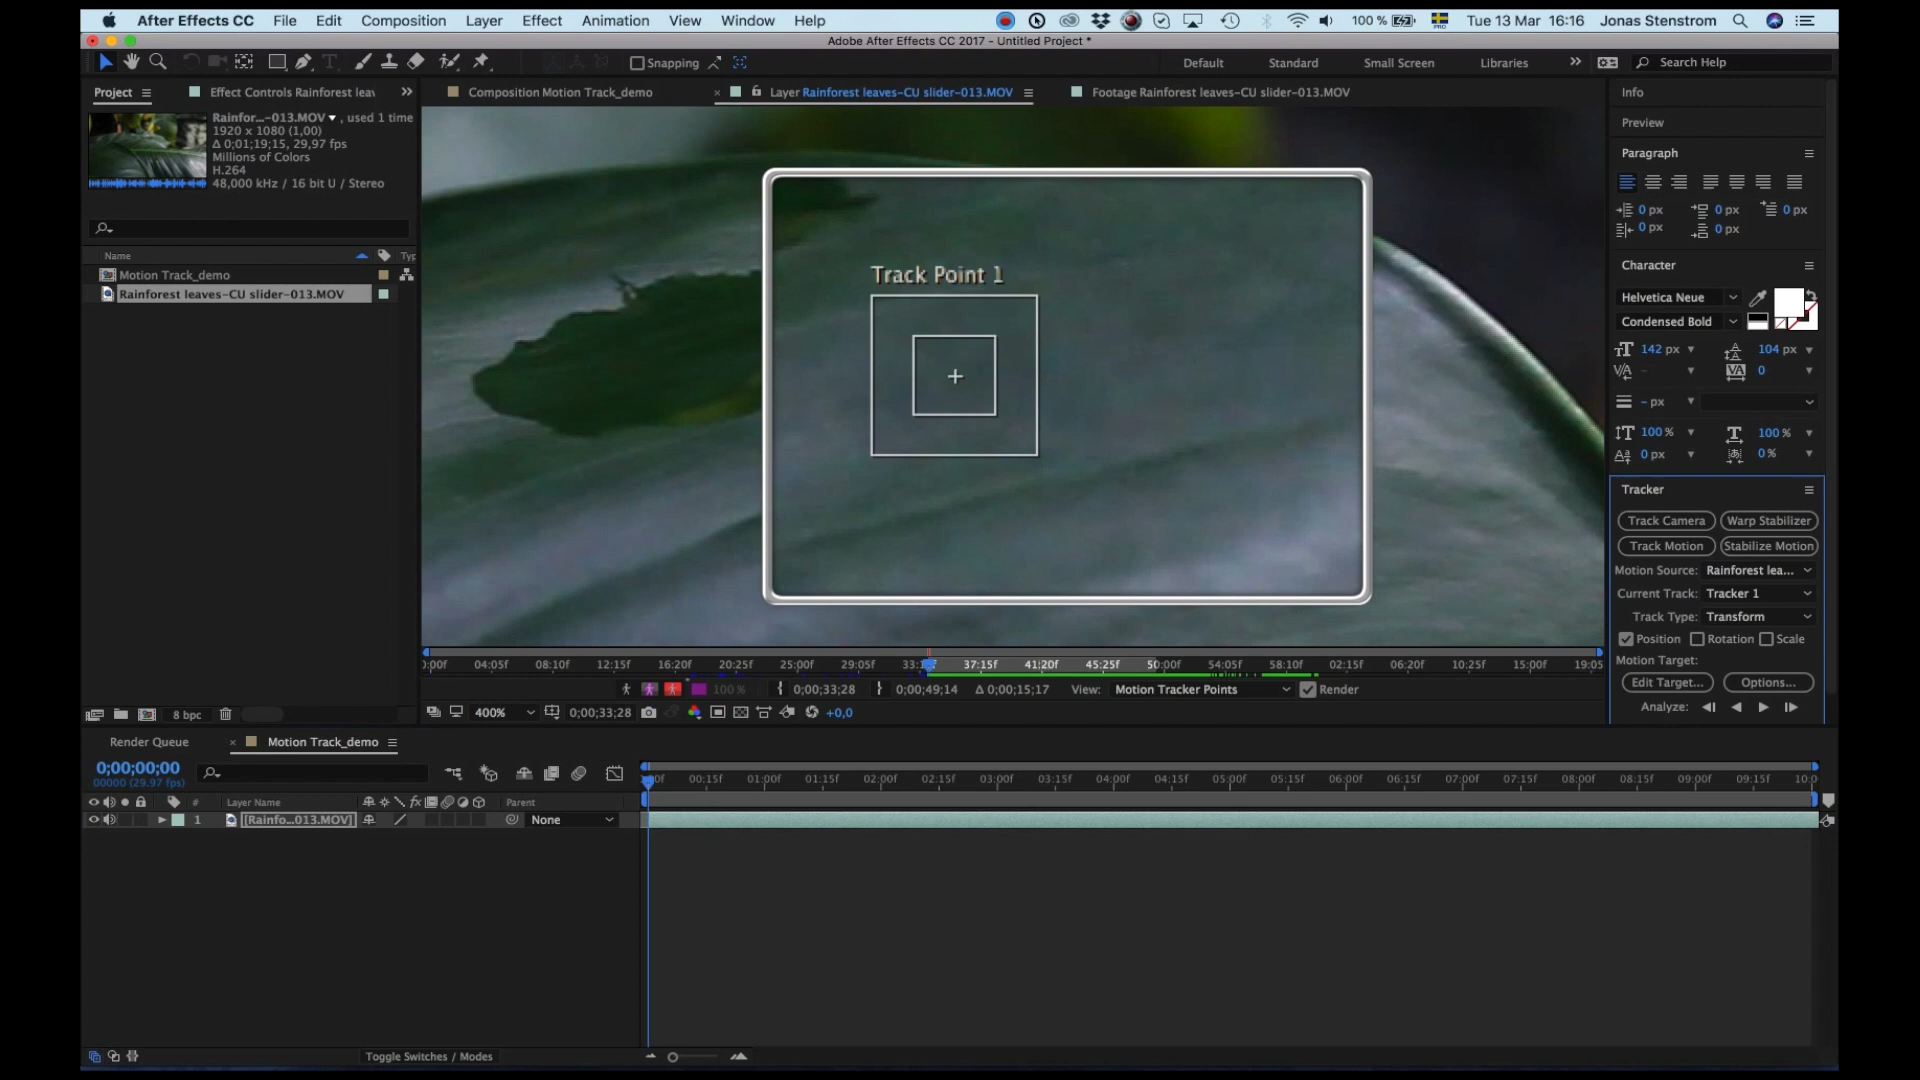 After Effects CC File Edit Composition Layer Effect Animation View Window Help 100 % PRO Tue 13 Mar 16:16 Jonas Stenstrom
Adobe After Effects CC 2017 - Untitled Project *
Snapping Default Standard Small Screen Libraries Search Help
Project Effect Controls Rainforest leav
Composition Motion Track_demo
Layer Rainforest leaves-CU slider-013.MOV
Footage Rainforest leaves-CU slider-013.MOV
Rainfor...-013.MOV , used 1 time
1920 x 1080 (1,00)
Δ 0;01;19;15, 29,97 fps
Millions of Colors
H.264
48,000 kHz / 16 bit U / Stereo
Name Typ
Motion Track_demo
Rainforest leaves-CU slider-013.MOV
8 bpc
Track Point 1
:00f 04:05f 08:10f 12:15f 16:20f 20:25f 25:00f 29:05f 33:1 f 37:15f 41:20f 45:25f 50:00f 54:05f 58:10f 02:15f 06:20f 10:25f 15:00f 19:05
100 % 0;00;33;28 0;00;49;14 Δ 0;00;15;17 View: Motion Tracker Points Render
400% 0;00;33;28 +0,0
Info
Preview
Paragraph
0 px 0 px 0 px
0 px 0 px
Character
Helvetica Neue
Condensed Bold
142 px 104 px
- 0
- px
100 % 100 %
0 px 0 %
Tracker
Track Camera Warp Stabilizer
Track Motion Stabilize Motion
Motion Source: Rainforest lea...
Current Track: Tracker 1
Track Type: Transform
Position Rotation Scale
Motion Target:
Edit Target... Options...
Analyze:
Render Queue Motion Track_demo
0;00;00;00
00000 (29.97 fps)
:00f 00:15f 01:00f 01:15f 02:00f 02:15f 03:00f 03:15f 04:00f 04:15f 05:00f 05:15f 06:00f 06:15f 07:00f 07:15f 08:00f 08:15f 09:00f 09:15f 10:0
# Layer Name fx Parent
1 [Rainfo...013.MOV] None
Toggle Switches / Modes